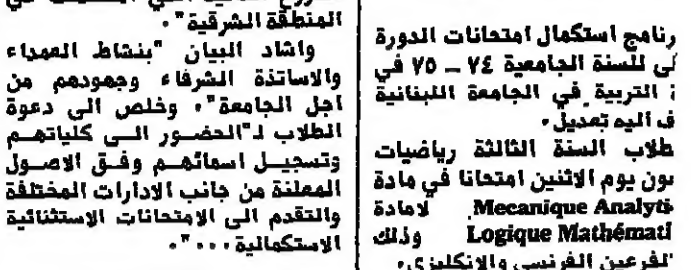 المنطقة الشرقية".
واشاد البيان "بنشاط العمداء
والاساتذة الشرفاء وجهودهم من
اجل الجامعة". وخلص الى دعوة
الطلاب لـ"الحضور الى كلياتهم
وتسجيل اسمائهم وفق الاصول
المعلنة من جانب الادارات المختلفة
والتقدم الى الامتحانات الاستثنائية
الاستكمالية ...".
رنامج استكمال امتحانات الدورة
لى للسنة الجامعية ٧٤ – ٧٥ في
ة التربية في الجامعة اللبنانية
ف اليه تعديل.
طلاب السنة الثالثة رياضيات
مون يوم الاثنين امتحانا في مادة
Mecanique Analyti لامادة
Logique Mathémati وذلك
لفرعين الفرنسي والانكليزي.